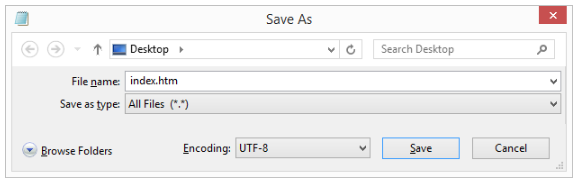 Save As
Desktop Search Desktop
File name: index.htm
Save as type: All Files (*.*)
Browse Folders Encoding: UTF-8 Save Cancel